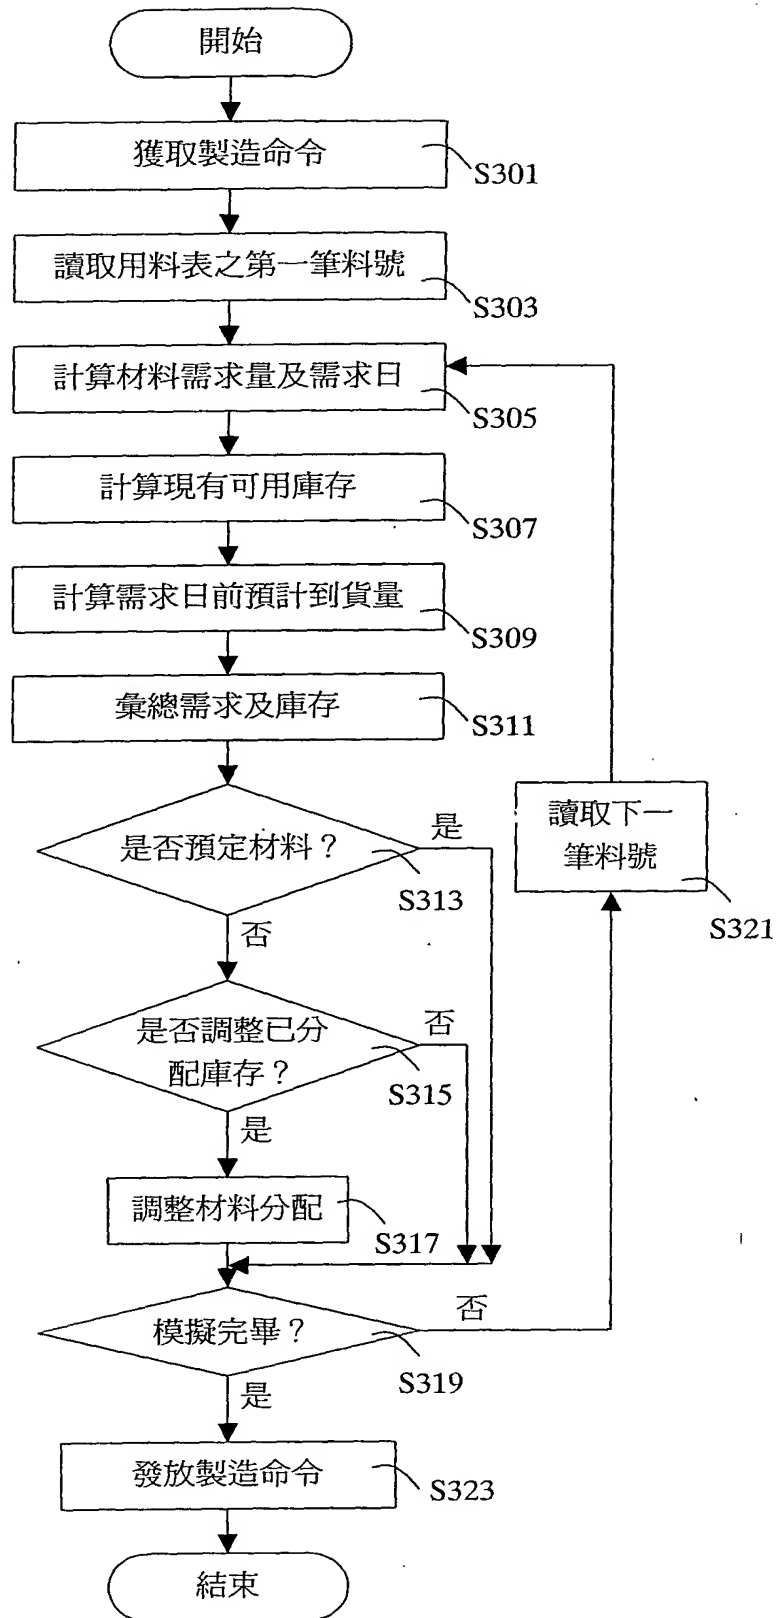 開始
獲取製造命令
S301
讀取用料表之第一筆料號
S303
計算材料需求量及需求日
S305
計算現有可用庫存
S307
計算需求日前預計到貨量
S309
彙總需求及庫存
S311
是否預定材料？
是
S313
否
讀取下一
筆料號
S321
是否調整已分
配庫存？
否
S315
是
調整材料分配
S317
模擬完畢？
否
S319
是
發放製造命令
S323
結束